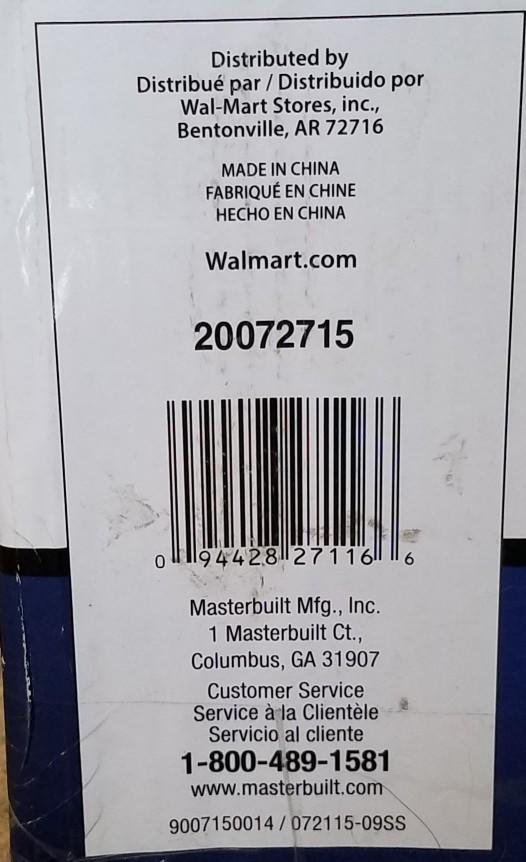 Distributed by
Distribué par / Distribuido por
Wal-Mart Stores, inc.,
Bentonville, AR 72716
MADE IN CHINA
FABRIQUÉ EN CHINE
HECHO EN CHINA
Walmart.com
20072715
0 94428 27116 6
Masterbuilt Mfg., Inc.
1 Masterbuilt Ct.,
Columbus, GA 31907
Customer Service
Service à la Clientèle
Servicio al cliente
1-800-489-1581
www.masterbuilt.com
9007150014 / 072115-09SS